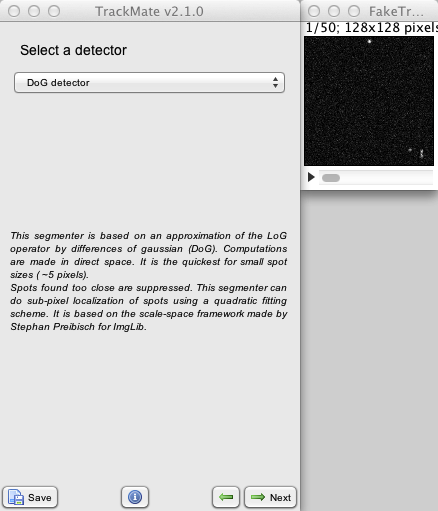 TrackMate v2.1.0
FakeTr...
1/50; 128x128 pixels
Select a detector
DoG detector
This segmenter is based on an approximation of the LoG
operator by differences of gaussian (DoG). Computations
are made in direct space. It is the quickest for small spot
sizes ( ~5 pixels).
Spots found too close are suppressed. This segmenter can
do sub-pixel localization of spots using a quadratic fitting
scheme. It is based on the scale-space framework made by
Stephan Preibisch for ImgLib.
Save
Next